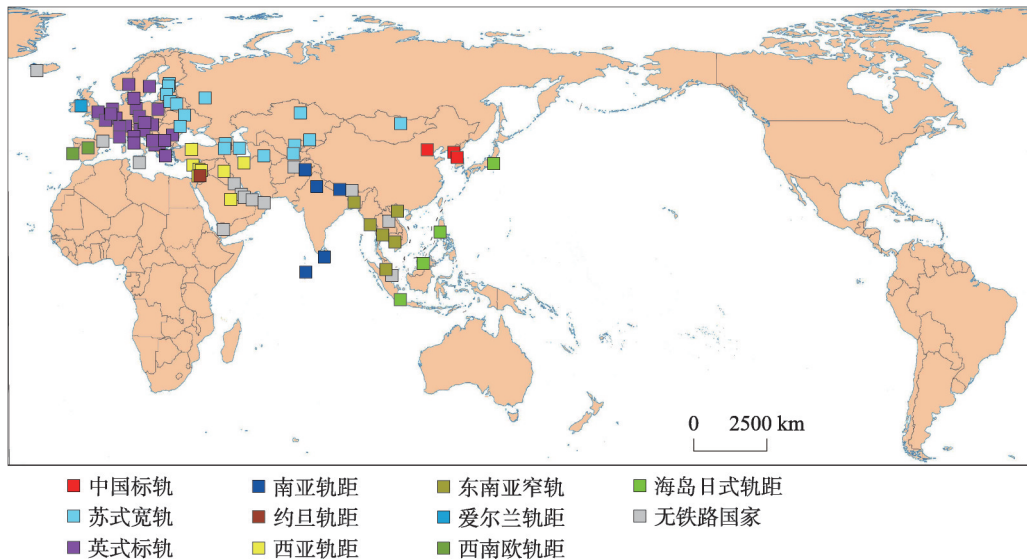 0 2500 km
中国标轨 南亚轨距 东南亚窄轨 海岛日式轨距
苏式宽轨 约旦轨距 爱尔兰轨距 无铁路国家
英式标轨 西亚轨距 西南欧轨距